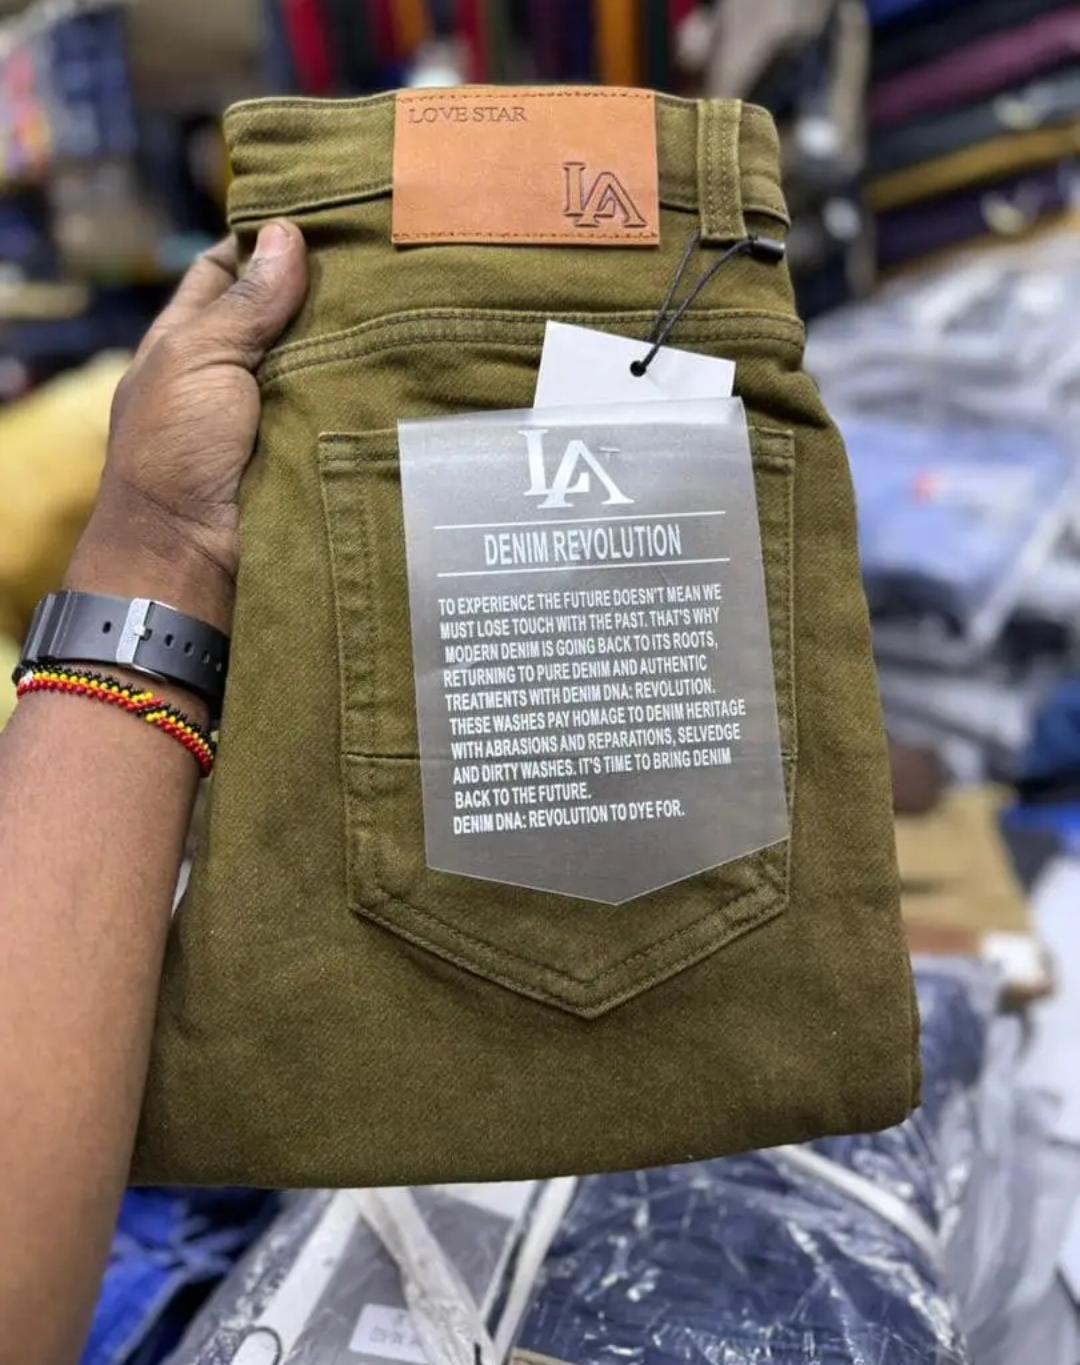 LOVE STAR
LA
LA
DENIM REVOLUTION
TO EXPERIENCE THE FUTURE DOESN'T MEAN WE
MUST LOSE TOUCH WITH THE PAST. THAT'S WHY
MODERN DENIM IS GOING BACK TO ITS ROOTS,
RETURNING TO PURE DENIM AND AUTHENTIC
TREATMENTS WITH DENIM DNA: REVOLUTION.
THESE WASHES PAY HOMAGE TO DENIM HERITAGE
WITH ABRASIONS AND REPARATIONS, SELVEDGE
AND DIRTY WASHES. IT'S TIME TO BRING DENIM
BACK TO THE FUTURE.
DENIM DNA: REVOLUTION TO DYE FOR.